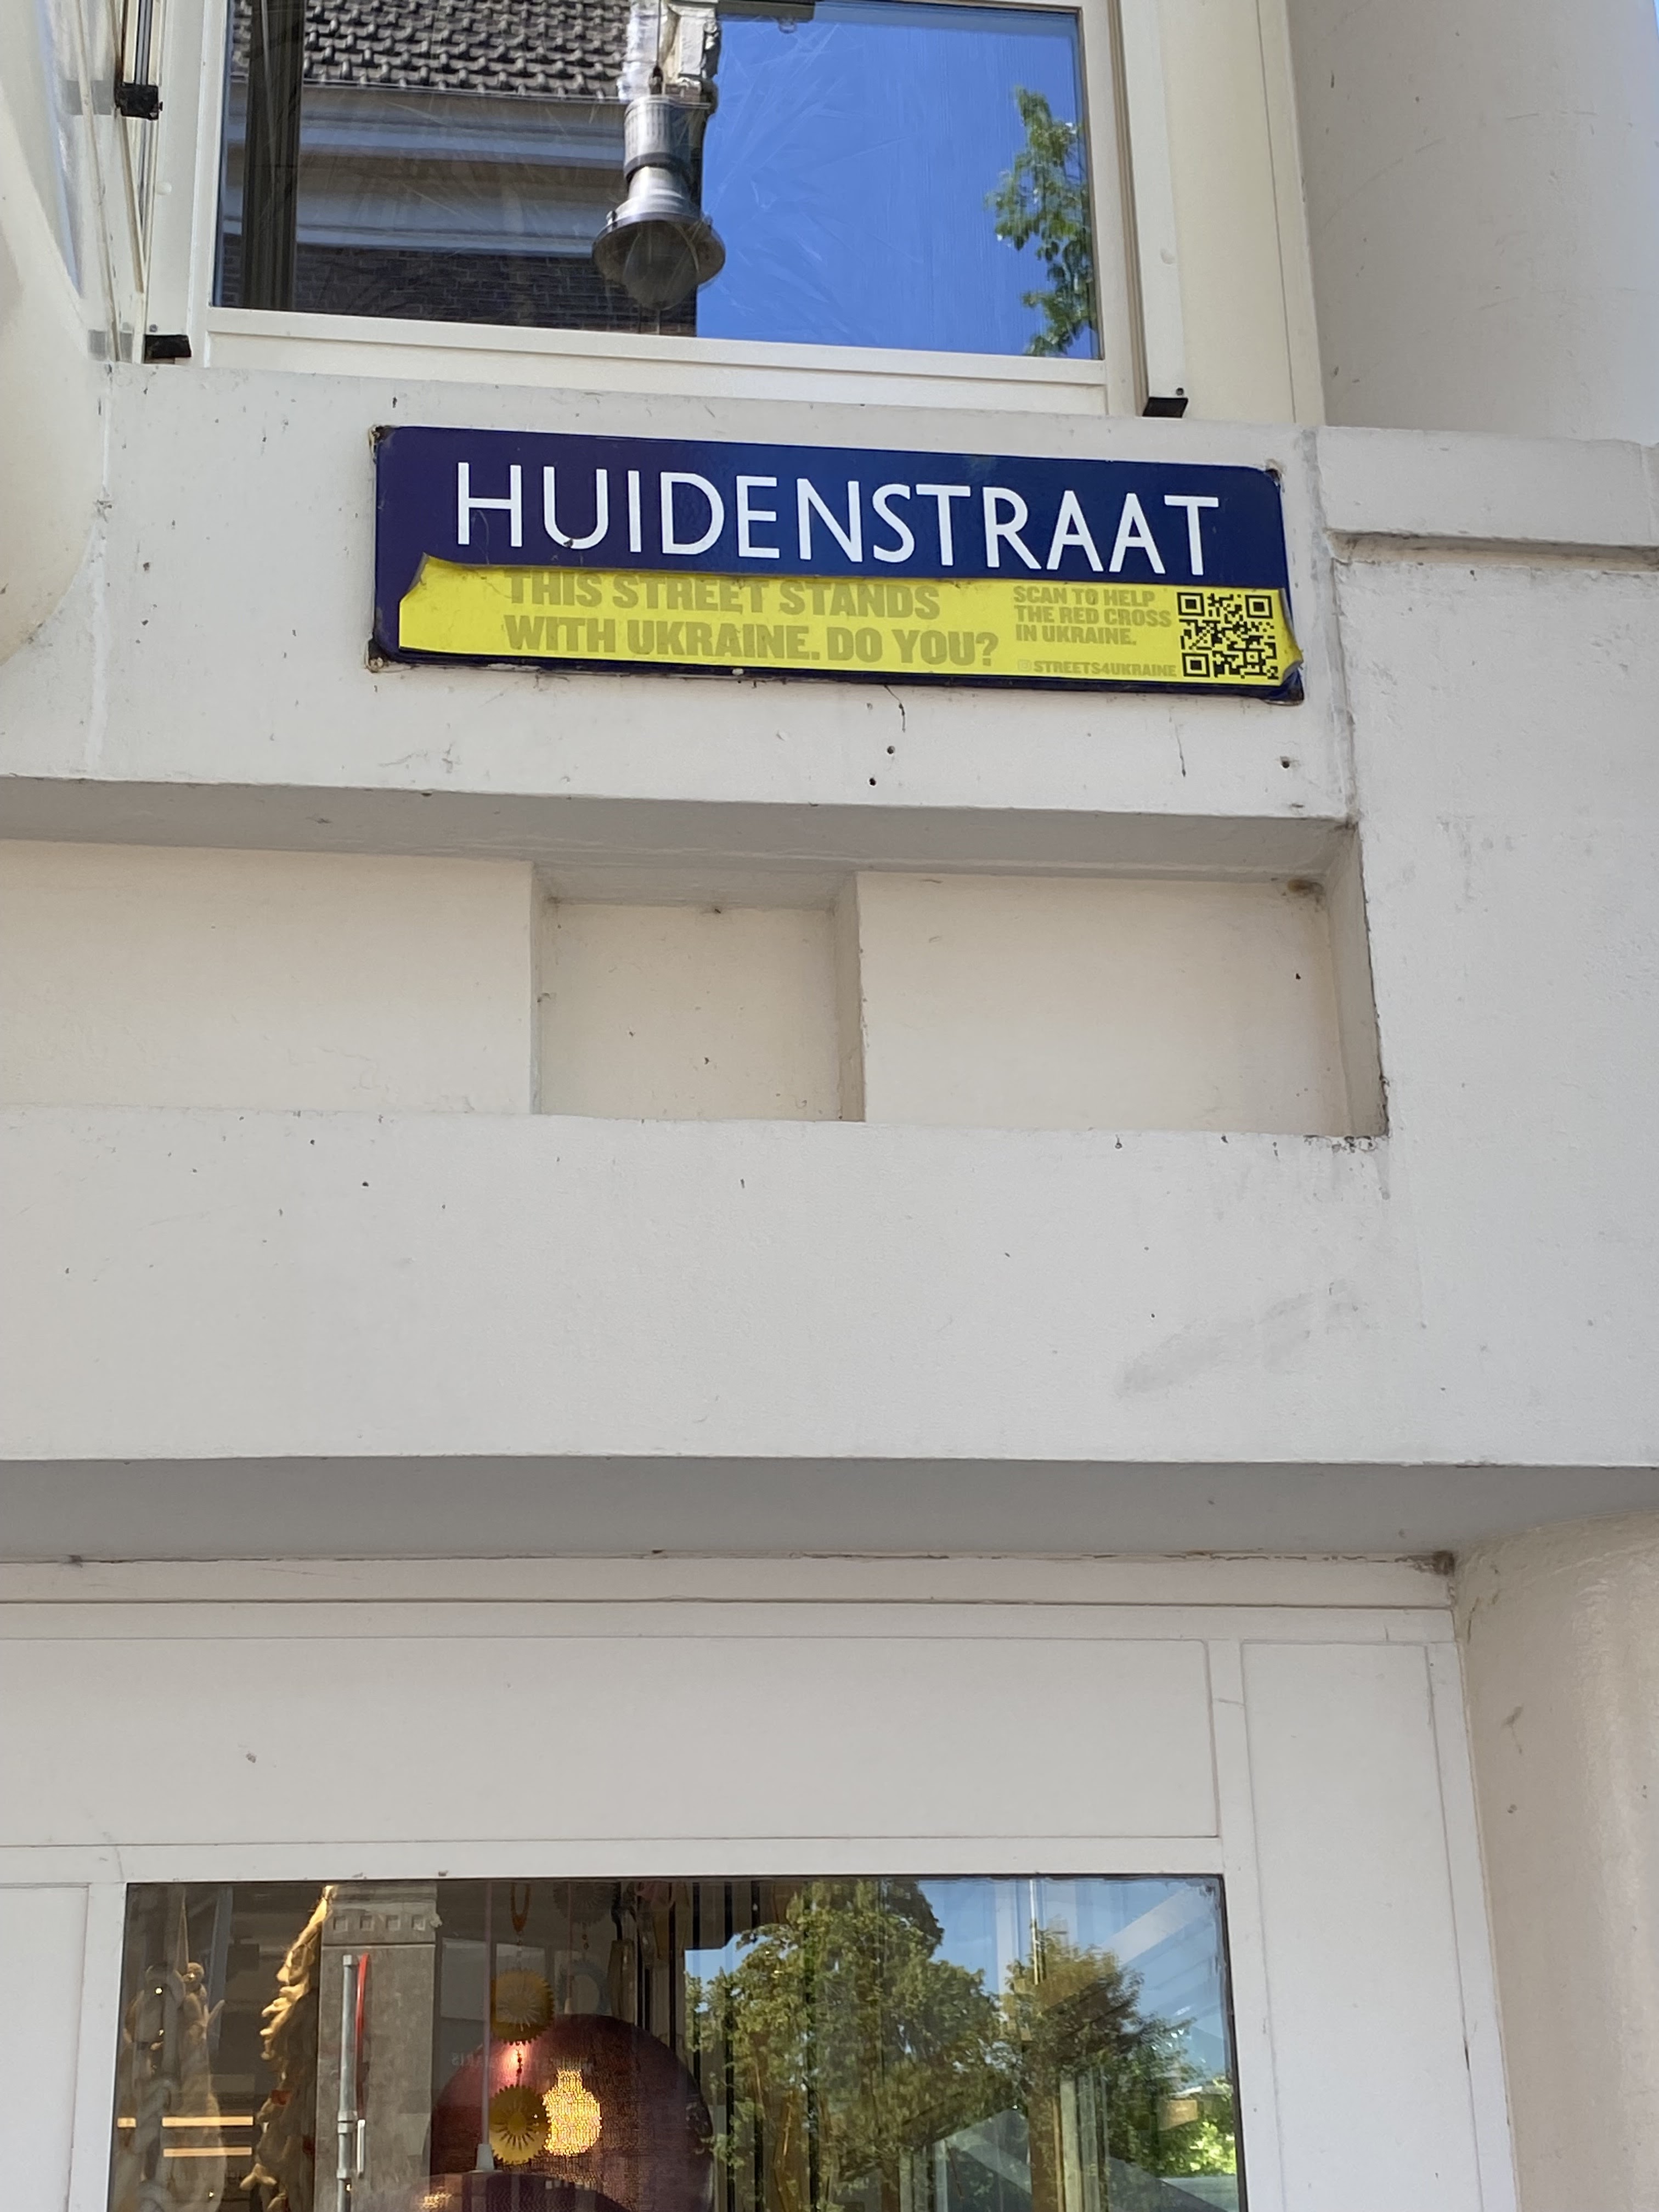 HUIDENSTRAAT
THIS STREET STANDS
WITH UKRAINE. DO YOU?
SCAN TO HELP
THE RED CROSS
IN UKRAINE.
STREETS4UKRAINE